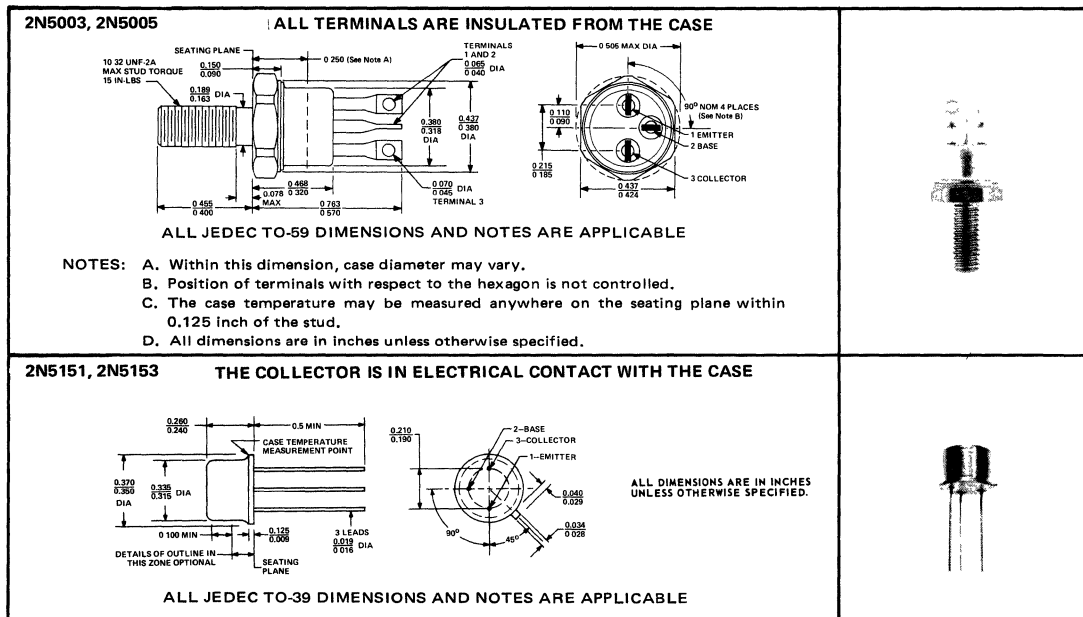 2N5003, 2N5005 ALL TERMINALS ARE INSULATED FROM THE CASE
SEATING PLANE
0.150
0.090
0 250 (See Note A)
TERMINALS
1 AND 2
0 065
0 040 DIA
10 32 UNF-2A
MAX STUD TORQUE
15 IN-LBS
0.189
0.163 DIA
0.380
0.318
DIA
0.437
0 380
DIA
0 468
0 320
0.078
MAX
0 070
0 045 DIA
TERMINAL 3
0 455
0 400
0.763
0 570
0 505 MAX DIA
0 110
0 090
90° NOM 4 PLACES
(See Note B)
1 EMITTER
2 BASE
3 COLLECTOR
0 215
0 185
0 437
0 424
ALL JEDEC TO-59 DIMENSIONS AND NOTES ARE APPLICABLE
NOTES: A. Within this dimension, case diameter may vary.
B. Position of terminals with respect to the hexagon is not controlled.
C. The case temperature may be measured anywhere on the seating plane within
0.125 inch of the stud.
D. All dimensions are in inches unless otherwise specified.
2N5151, 2N5153 THE COLLECTOR IS IN ELECTRICAL CONTACT WITH THE CASE
0.260
0.240
0.5 MIN
CASE TEMPERATURE
MEASUREMENT POINT
0.370
0.350
DIA
0.335
0.315 DIA
0 100 MIN
0.125
0.009
3 LEADS
0.019
0 016 DIA
DETAILS OF OUTLINE IN
THIS ZONE OPTIONAL
SEATING
PLANE
0.210
0.190
2-BASE
3-COLLECTOR
1-EMITTER
0.040
0.029
0.034
0 028
90°
45°
ALL DIMENSIONS ARE IN INCHES
UNLESS OTHERWISE SPECIFIED.
ALL JEDEC TO-39 DIMENSIONS AND NOTES ARE APPLICABLE